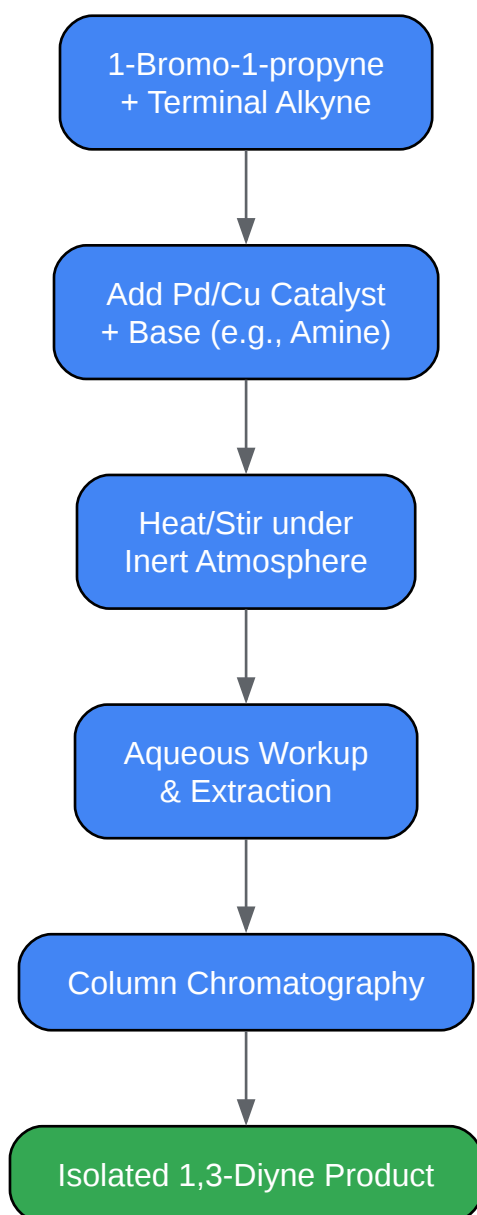 1-Bromo-1-propyne
+ Terminal Alkyne
Add Pd/Cu Catalyst
+ Base (e.g., Amine)
Heat/Stir under
Inert Atmosphere
Aqueous Workup
& Extraction
Column Chromatography
Isolated 1,3-Diyne Product